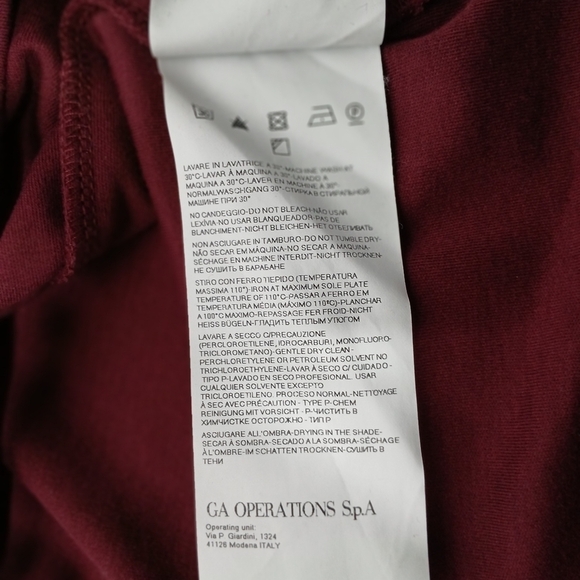 LAVARE IN LAVATRICE A 30°-MACHINE WASH AT
30°C-LAVAR À MAQUINA A 30°-LAVADO A
MAQUINA A 30°C-LAVER EN MACHINE A 30°-
NORMALWASCHGANG 30°-СТИРКА В СТИРАЛЬНОЙ
МАШИНЕ ПРИ 30°
NO CANDEGGIO-DO NOT BLEACH-NÃO USAR
LEXÍVIA-NO USAR BLANQUEADOR-PAS DE
BLANCHIMENT-NICHT BLEICHEN-НЕ ОТБЕЛИВАТЬ
NON ASCIUGARE IN TAMBURO-DO NOT TUMBLE DRY-
NÃO SECAR EM MÁQUINA-NO SECAR A MAQUINA-
SÉCHAGE EN MACHINE INTERDIT-NICHT TROCKNEN-
НЕ СУШИТЬ В БАРАБАНЕ
STIRO CON FERRO TIEPIDO (TEMPERATURA
MASSIMA 110°)-IRON AT MAXIMUM SOLE PLATE
TEMPERATURE OF 110°C-PASSAR A FERRO EM
TEMPERATURA MÉDIA (MÁXIMO 110ºC)-PLANCHAR
A 100°C MAXIMO-REPASSAGE FER FROID-NICHT
HEISS BÜGELN-ГЛАДИТЬ ТЕПЛЫМ УТЮГОМ
LAVARE A SECCO C/PRECAUZIONE
(PERCLOROETILENE, IDROCARBURI, MONOFLUORO-
TRICLOROMETANO)-GENTLE DRY CLEAN -
PERCHLORETYLENE OR PETROLEUM SOLVENT NO
TRICHLOROETHYLENE-LAVAR À SECO C/ CUIDADO -
TIPO P-LAVADO EN SECO PROFESIONAL. USAR
CUALQUIER SOLVENTE EXCEPTO
TRICLOROETILENO. PROCESO NORMAL-NETTOYAGE
À SEC AVEC PRÉCAUTION - TYPE P-CHEM
REINIGUNG MIT VORSICHT - P-ЧИСТИТЬ В
ХИМЧИСТКЕ ОСТОРОЖНО - ТИП P
ASCIUGARE ALL'OMBRA-DRYING IN THE SHADE-
SECAR À SOMBRA-SECADO A LA SOMBRA-SÉCHAGE
À L'OMBRE-IM SCHATTEN TROCKNEN-СУШИТЬ В
ТЕНИ
GA OPERATIONS S.p.A
Operating unit:
Via P. Giardini, 1324
41126 Modena ITALY